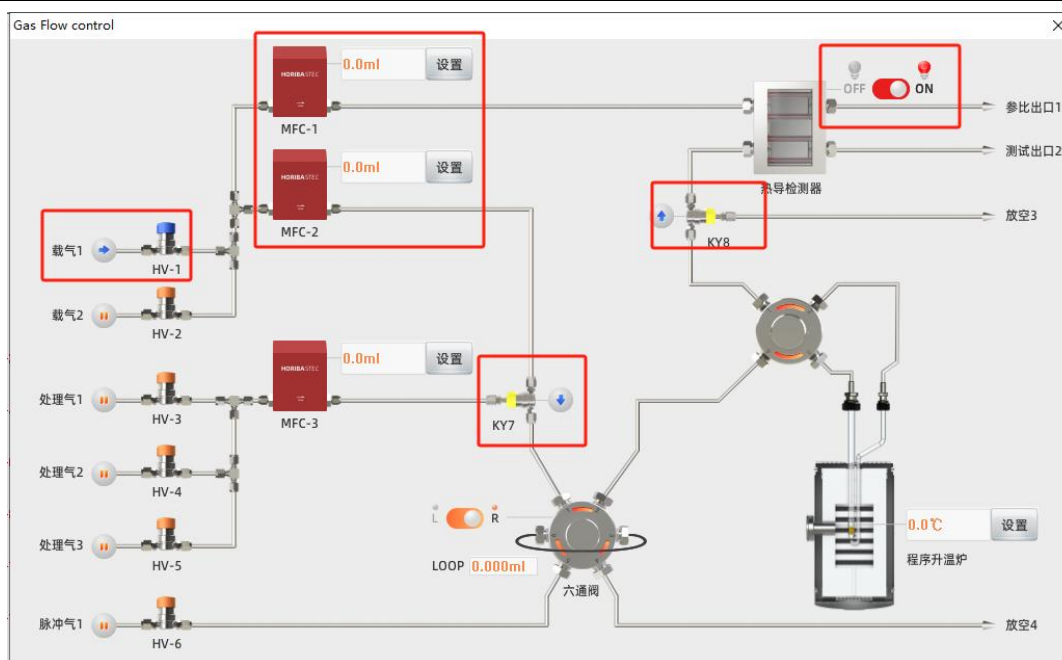 Gas Flow control
HORIBASTEC
0.0ml
设置
MFC-1
OFF
ON
参比出口1
HORIBASTEC
0.0ml
设置
MFC-2
热导检测器
测试出口2
载气1
HV-1
KY8
放空3
载气2
HV-2
HORIBASTEC
0.0ml
设置
MFC-3
处理气1
HV-3
KY7
处理气2
HV-4
L
R
处理气3
HV-5
LOOP
0.000ml
六通阀
0.0℃
设置
程序升温炉
脉冲气1
HV-6
放空4